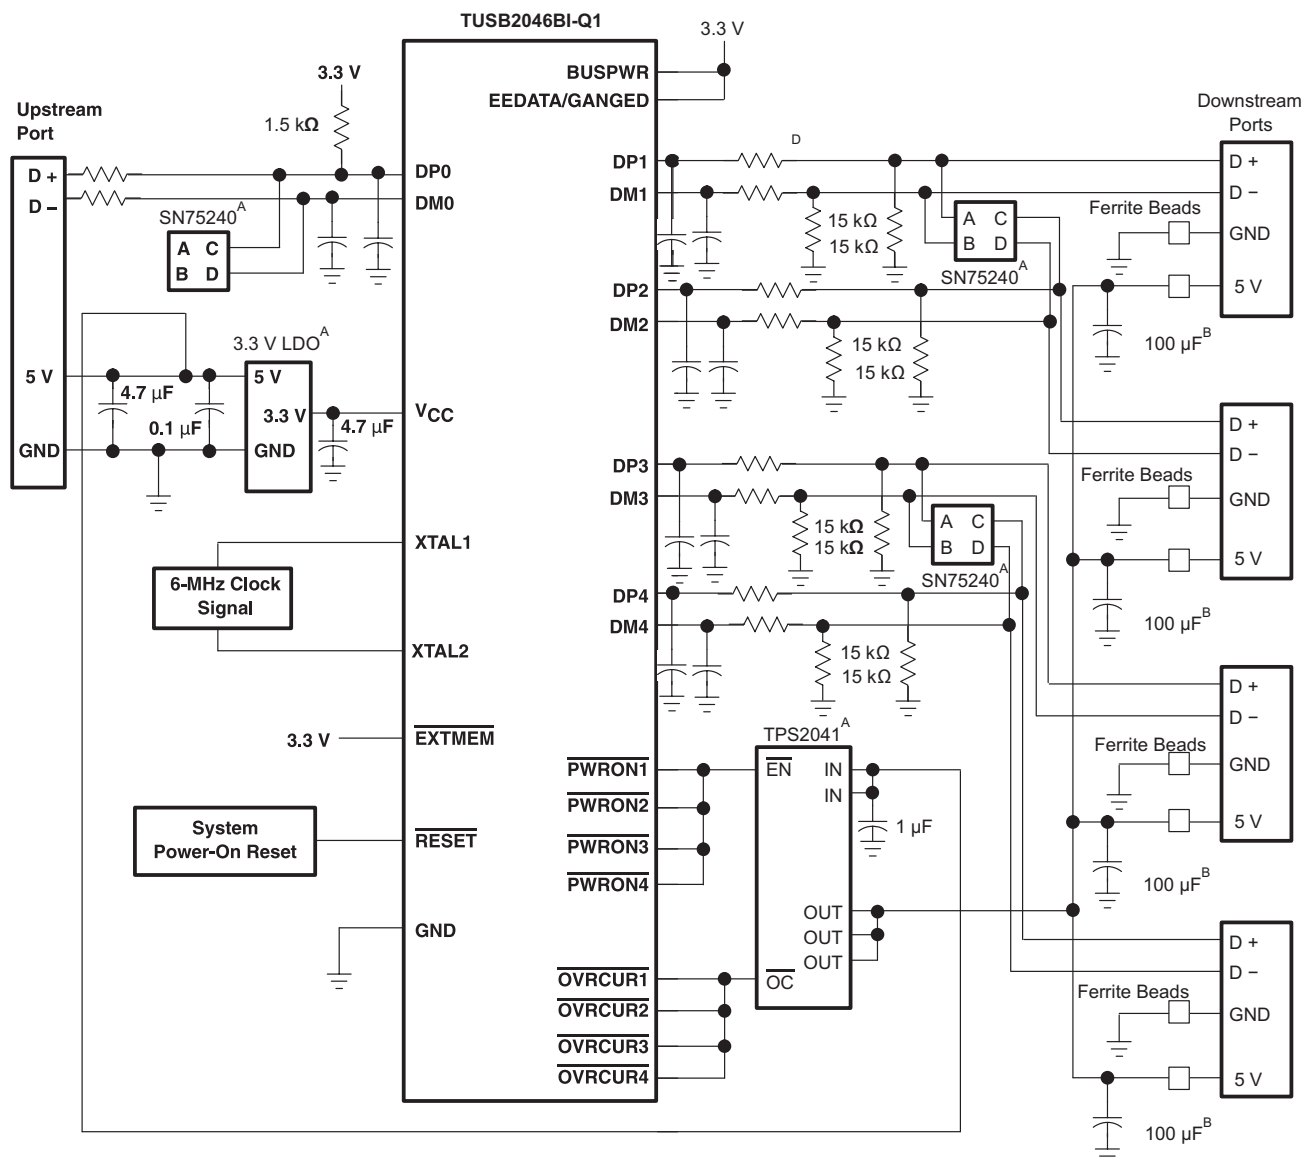 TUSB2046BI-Q1
3.3 V
BUSPWR
EEDATA/GANGED
3.3 V
1.5 kΩ
Upstream
Port
D +
D −
DP0
DM0
SN75240A
A C
B D
3.3 V LDOA
5 V
4.7 µF
0.1 µF
GND
5 V
3.3 V
GND
4.7 µF
VCC
XTAL1
6-MHz Clock
Signal
XTAL2
3.3 V
EXTMEM
System
Power-On Reset
RESET
GND
DP1
DM1
D
15 kΩ
15 kΩ
A C
B D
SN75240A
DP2
DM2
15 kΩ
15 kΩ
DP3
DM3
15 kΩ
15 kΩ
A C
B D
SN75240A
DP4
DM4
15 kΩ
15 kΩ
PWRON1
PWRON2
PWRON3
PWRON4
OVRCUR1
OVRCUR2
OVRCUR3
OVRCUR4
TPS2041A
EN
IN
IN
1 µF
OUT
OUT
OUT
OC
Downstream
Ports
D +
D −
Ferrite Beads
GND
5 V
100 µFB
D +
D −
Ferrite Beads
GND
5 V
100 µFB
D +
D −
Ferrite Beads
GND
5 V
100 µFB
D +
D −
Ferrite Beads
GND
5 V
100 µFB